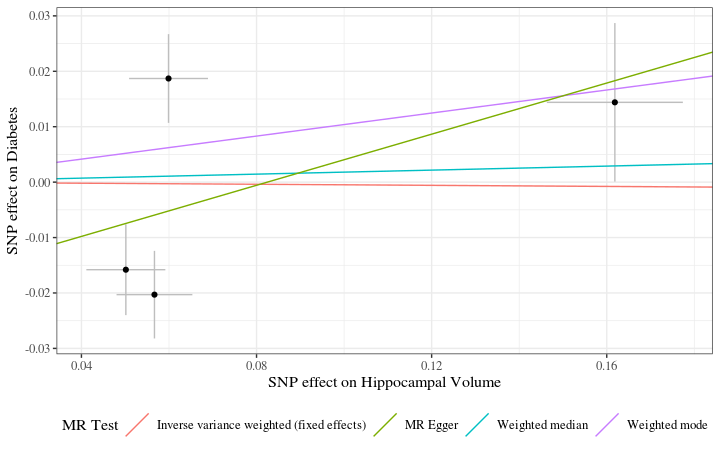 0.03
0.02
0.01
0.00
-0.01
-0.02
-0.03
SNP effect on Diabetes
0.04 0.08 0.12 0.16
SNP effect on Hippocampal Volume
MR Test Inverse variance weighted (fixed effects) MR Egger Weighted median Weighted mode